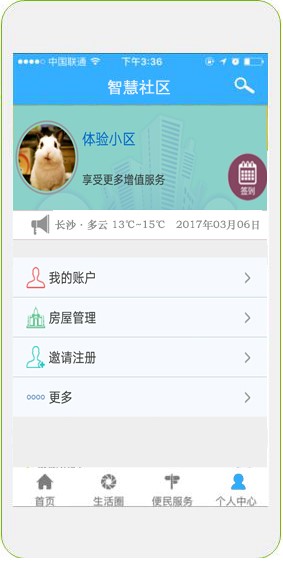 中国联通 下午3:36
智慧社区
体验小区
享受更多增值服务
签到
长沙·多云 13℃-15℃ 2017年03月06日
我的账户
房屋管理
邀请注册
更多
首页 生活圈 便民服务 个人中心